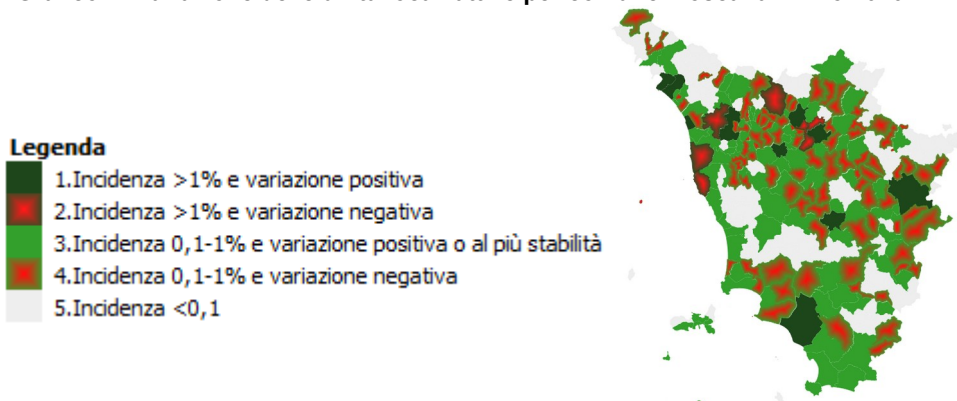 Legenda
1.Incidenza >1% e variazione positiva
2.Incidenza >1% e variazione negativa
3.Incidenza 0,1-1% e variazione positiva o al più stabilità
4.Incidenza 0,1-1% e variazione negativa
5.Incidenza <0,1